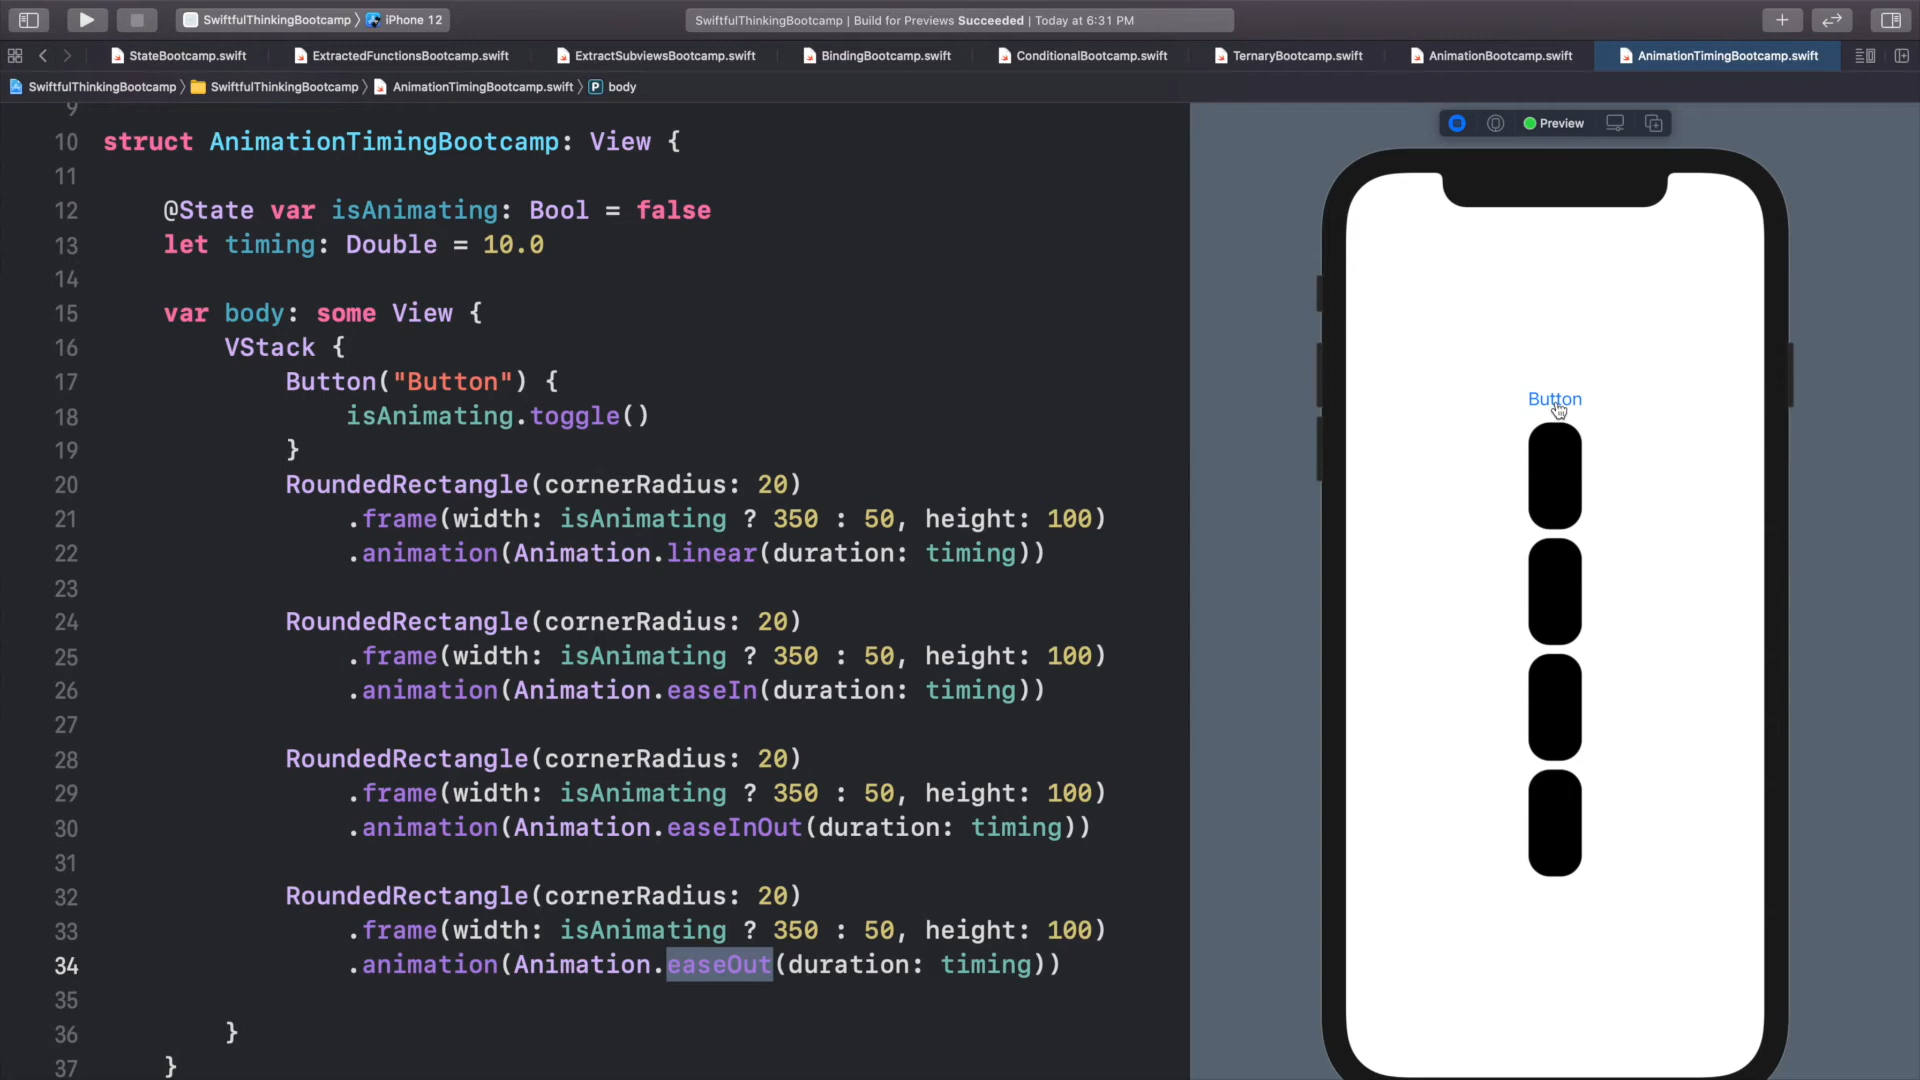 SwiftfulThinkingBootcamp 〉 iPhone 12
SwiftfulThinkingBootcamp | Build for Previews Succeeded | Today at 6:31 PM
StateBootcamp.swift
ExtractedFunctionsBootcamp.swift
ExtractSubviewsBootcamp.swift
BindingBootcamp.swift
ConditionalBootcamp.swift
TernaryBootcamp.swift
AnimationBootcamp.swift
AnimationTimingBootcamp.swift
SwiftfulThinkingBootcamp 〉 SwiftfulThinkingBootcamp 〉 AnimationTimingBootcamp.swift 〉 P body
Preview
9
10 struct AnimationTimingBootcamp: View {
11
12 @State var isAnimating: Bool = false
13 let timing: Double = 10.0
14
15 var body: some View {
16 VStack {
17 Button("Button") {
18 isAnimating.toggle()
19 }
20 RoundedRectangle(cornerRadius: 20)
21 .frame(width: isAnimating ? 350 : 50, height: 100)
22 .animation(Animation.linear(duration: timing))
23
24 RoundedRectangle(cornerRadius: 20)
25 .frame(width: isAnimating ? 350 : 50, height: 100)
26 .animation(Animation.easeIn(duration: timing))
27
28 RoundedRectangle(cornerRadius: 20)
29 .frame(width: isAnimating ? 350 : 50, height: 100)
30 .animation(Animation.easeInOut(duration: timing))
31
32 RoundedRectangle(cornerRadius: 20)
33 .frame(width: isAnimating ? 350 : 50, height: 100)
34 .animation(Animation.easeOut(duration: timing))
35
36 }
37 }
Button